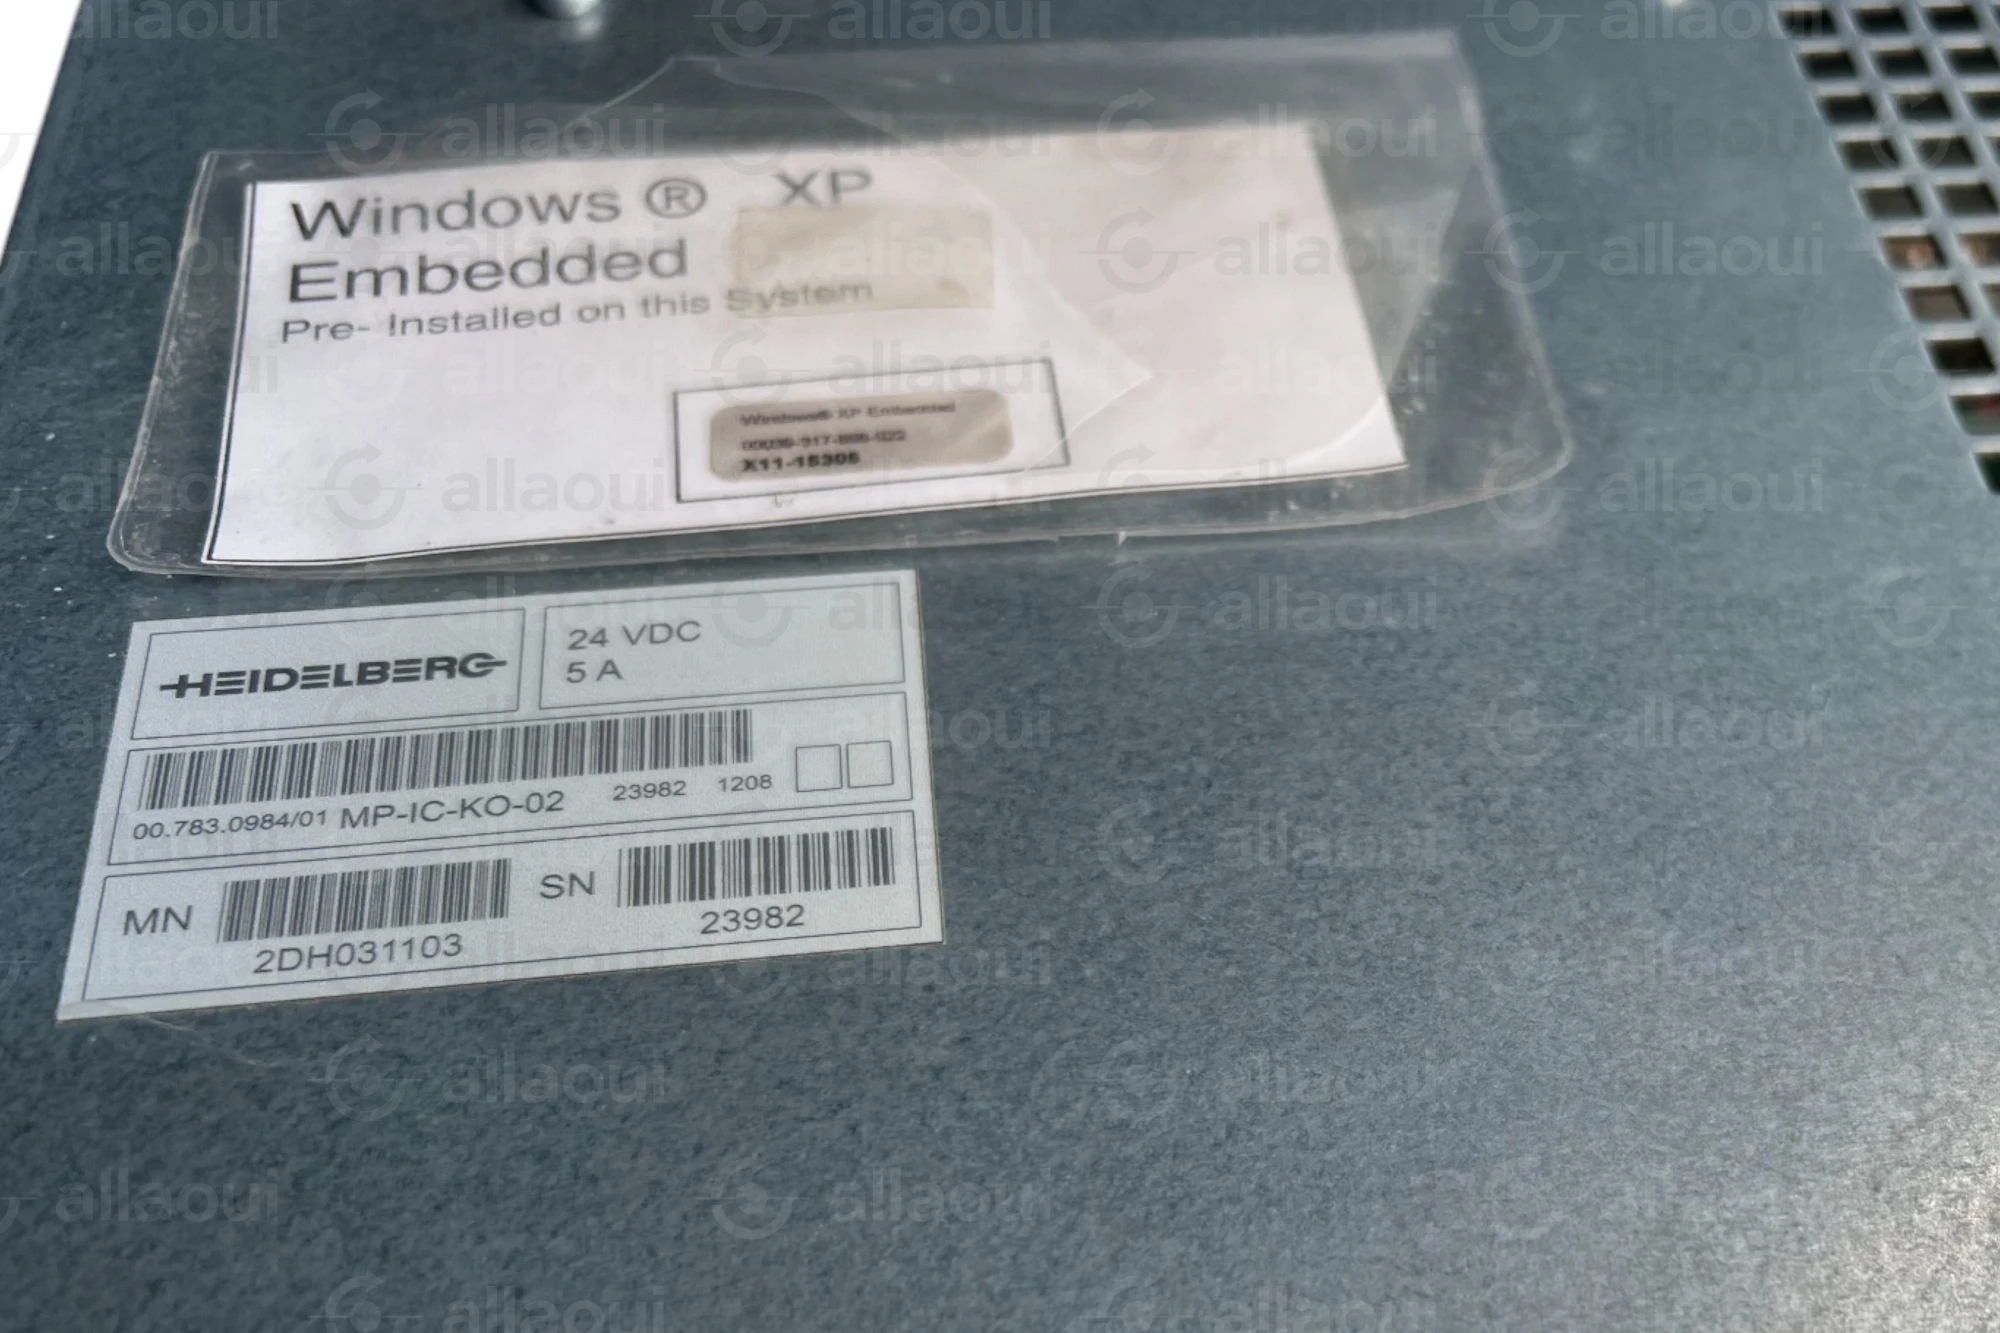 Windows ® XP
Embedded
Pre- Installed on this System
Windows® XP Embedded
X11-15305
HEIDELBERG
24 VDC
5 A
00.783.0984/01 MP-IC-KO-02 23982 1208
MN
2DH031103
SN
23982
allaoui